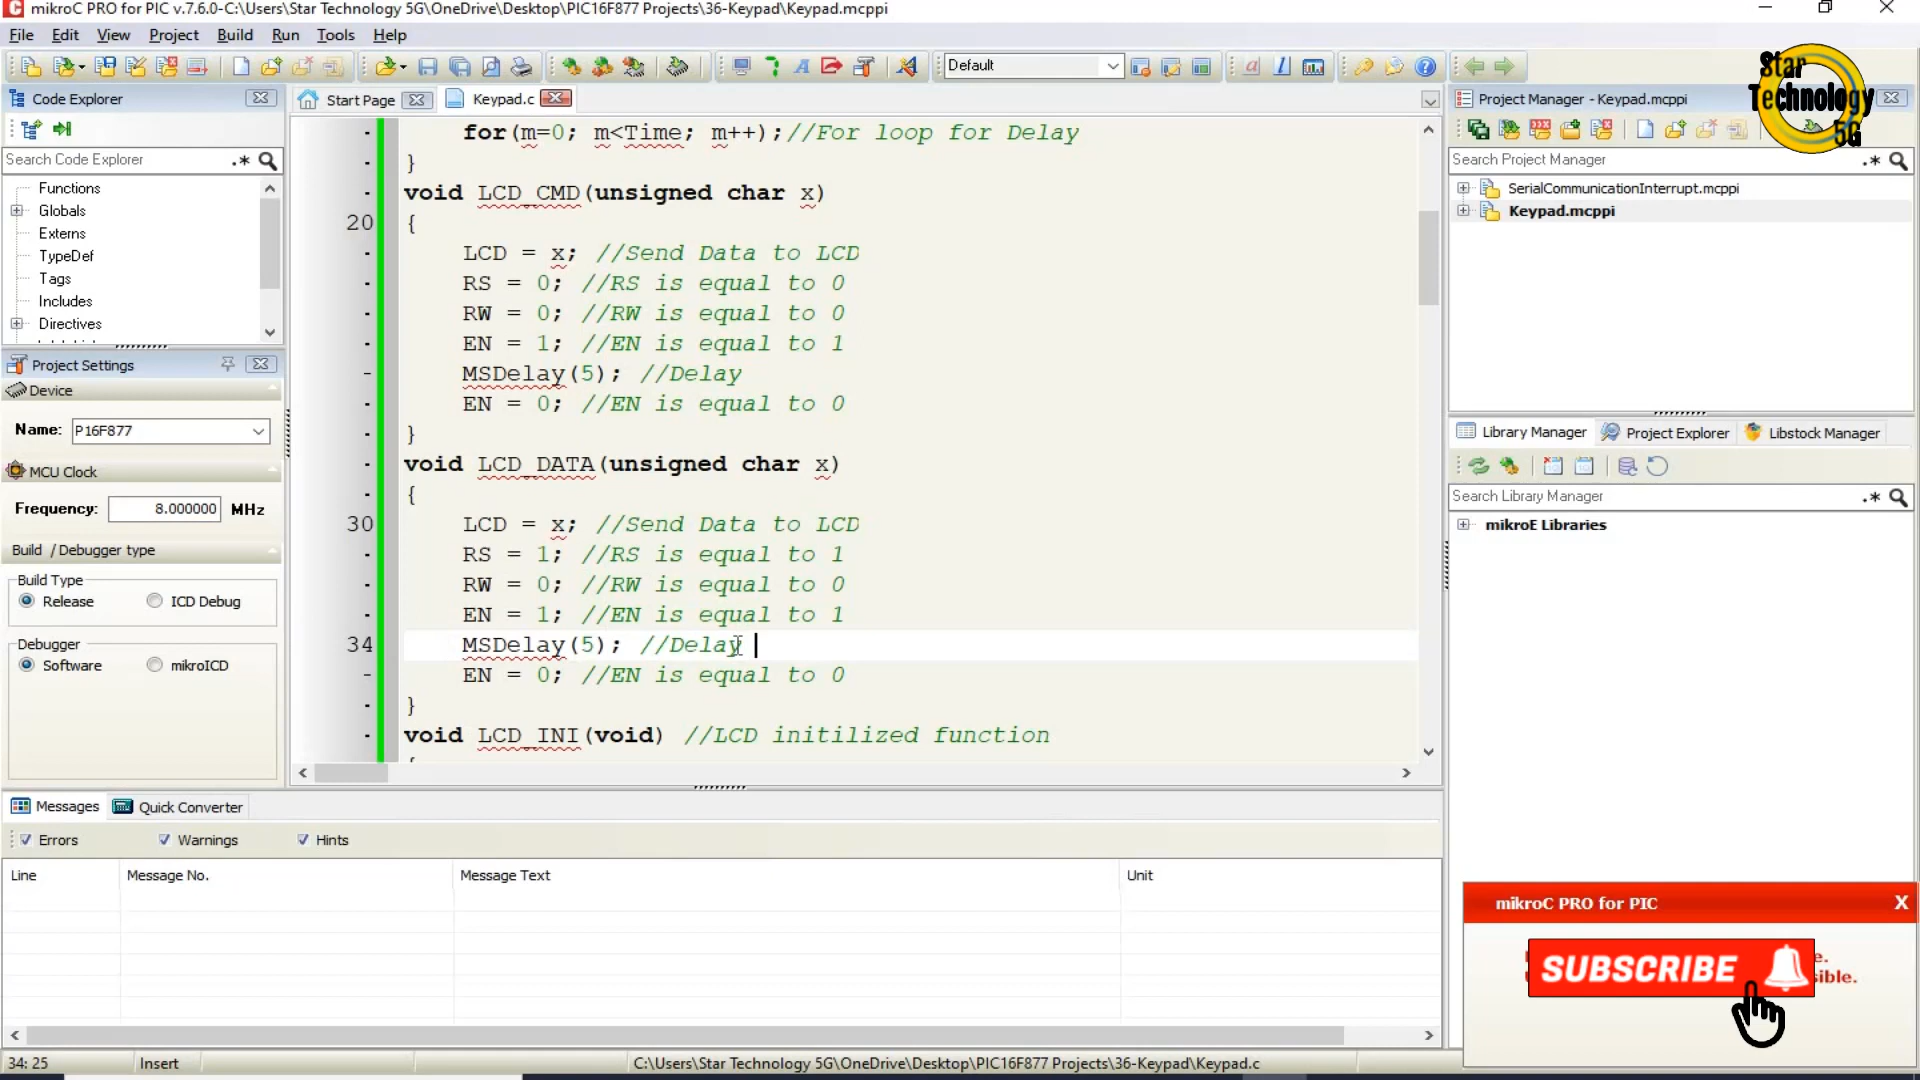 mikroC PRO for PIC v.7.6.0-C:\Users\Star Technology 5G\OneDrive\Desktop\PIC16F877 Projects\36-Keypad\Keypad.mcppi
File Edit View Project Build Run Tools Help
Default
Star Technology 5G
Code Explorer
Start Page
Keypad.c
Project Manager - Keypad.mcppi
Search Code Explorer
Search Project Manager
Functions
Globals
Externs
TypeDef
Tags
Includes
Directives
SerialCommunicationInterrupt.mcppi
Keypad.mcppi
for(m=0; m<Time; m++);//For loop for Delay
}
void LCD_CMD(unsigned char x)
20 {
LCD = x; //Send Data to LCD
RS = 0; //RS is equal to 0
RW = 0; //RW is equal to 0
EN = 1; //EN is equal to 1
MSDelay(5); //Delay
EN = 0; //EN is equal to 0
}
void LCD_DATA(unsigned char x)
{
30 LCD = x; //Send Data to LCD
RS = 1; //RS is equal to 1
RW = 0; //RW is equal to 0
EN = 1; //EN is equal to 1
34 MSDelay(5); //Delay
EN = 0; //EN is equal to 0
}
void LCD_INI(void) //LCD initilized function
Project Settings
Device
Name: P16F877
MCU Clock
Frequency: 8.000000 MHz
Build / Debugger type
Build Type
Release ICD Debug
Debugger
Software mikroICD
Library Manager Project Explorer Libstock Manager
Search Library Manager
mikroE Libraries
Messages Quick Converter
Errors Warnings Hints
Line Message No. Message Text Unit
mikroC PRO for PIC X
SUBSCRIBE
34: 25 Insert C:\Users\Star Technology 5G\OneDrive\Desktop\PIC16F877 Projects\36-Keypad\Keypad.c